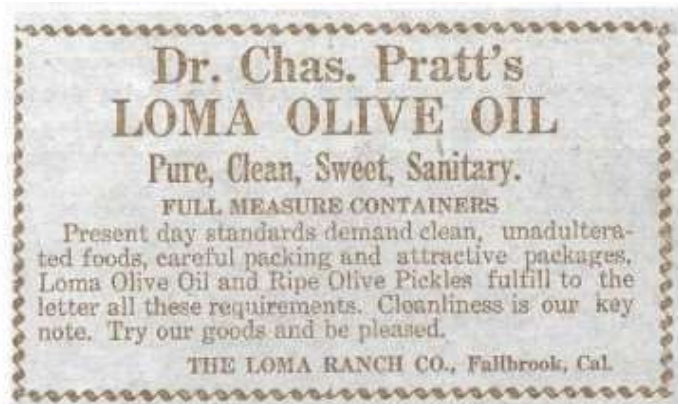 Dr. Chas. Pratt's
LOMA OLIVE OIL
Pure, Clean, Sweet, Sanitary.
FULL MEASURE CONTAINERS
Present day standards demand clean, unadultera-
ted foods, careful packing and attractive packages.
Loma Olive Oil and Ripe Olive Pickles fulfill to the
letter all these requirements. Cleanliness is our key
note. Try our goods and be pleased.
THE LOMA RANCH CO., Fallbrook, Cal.